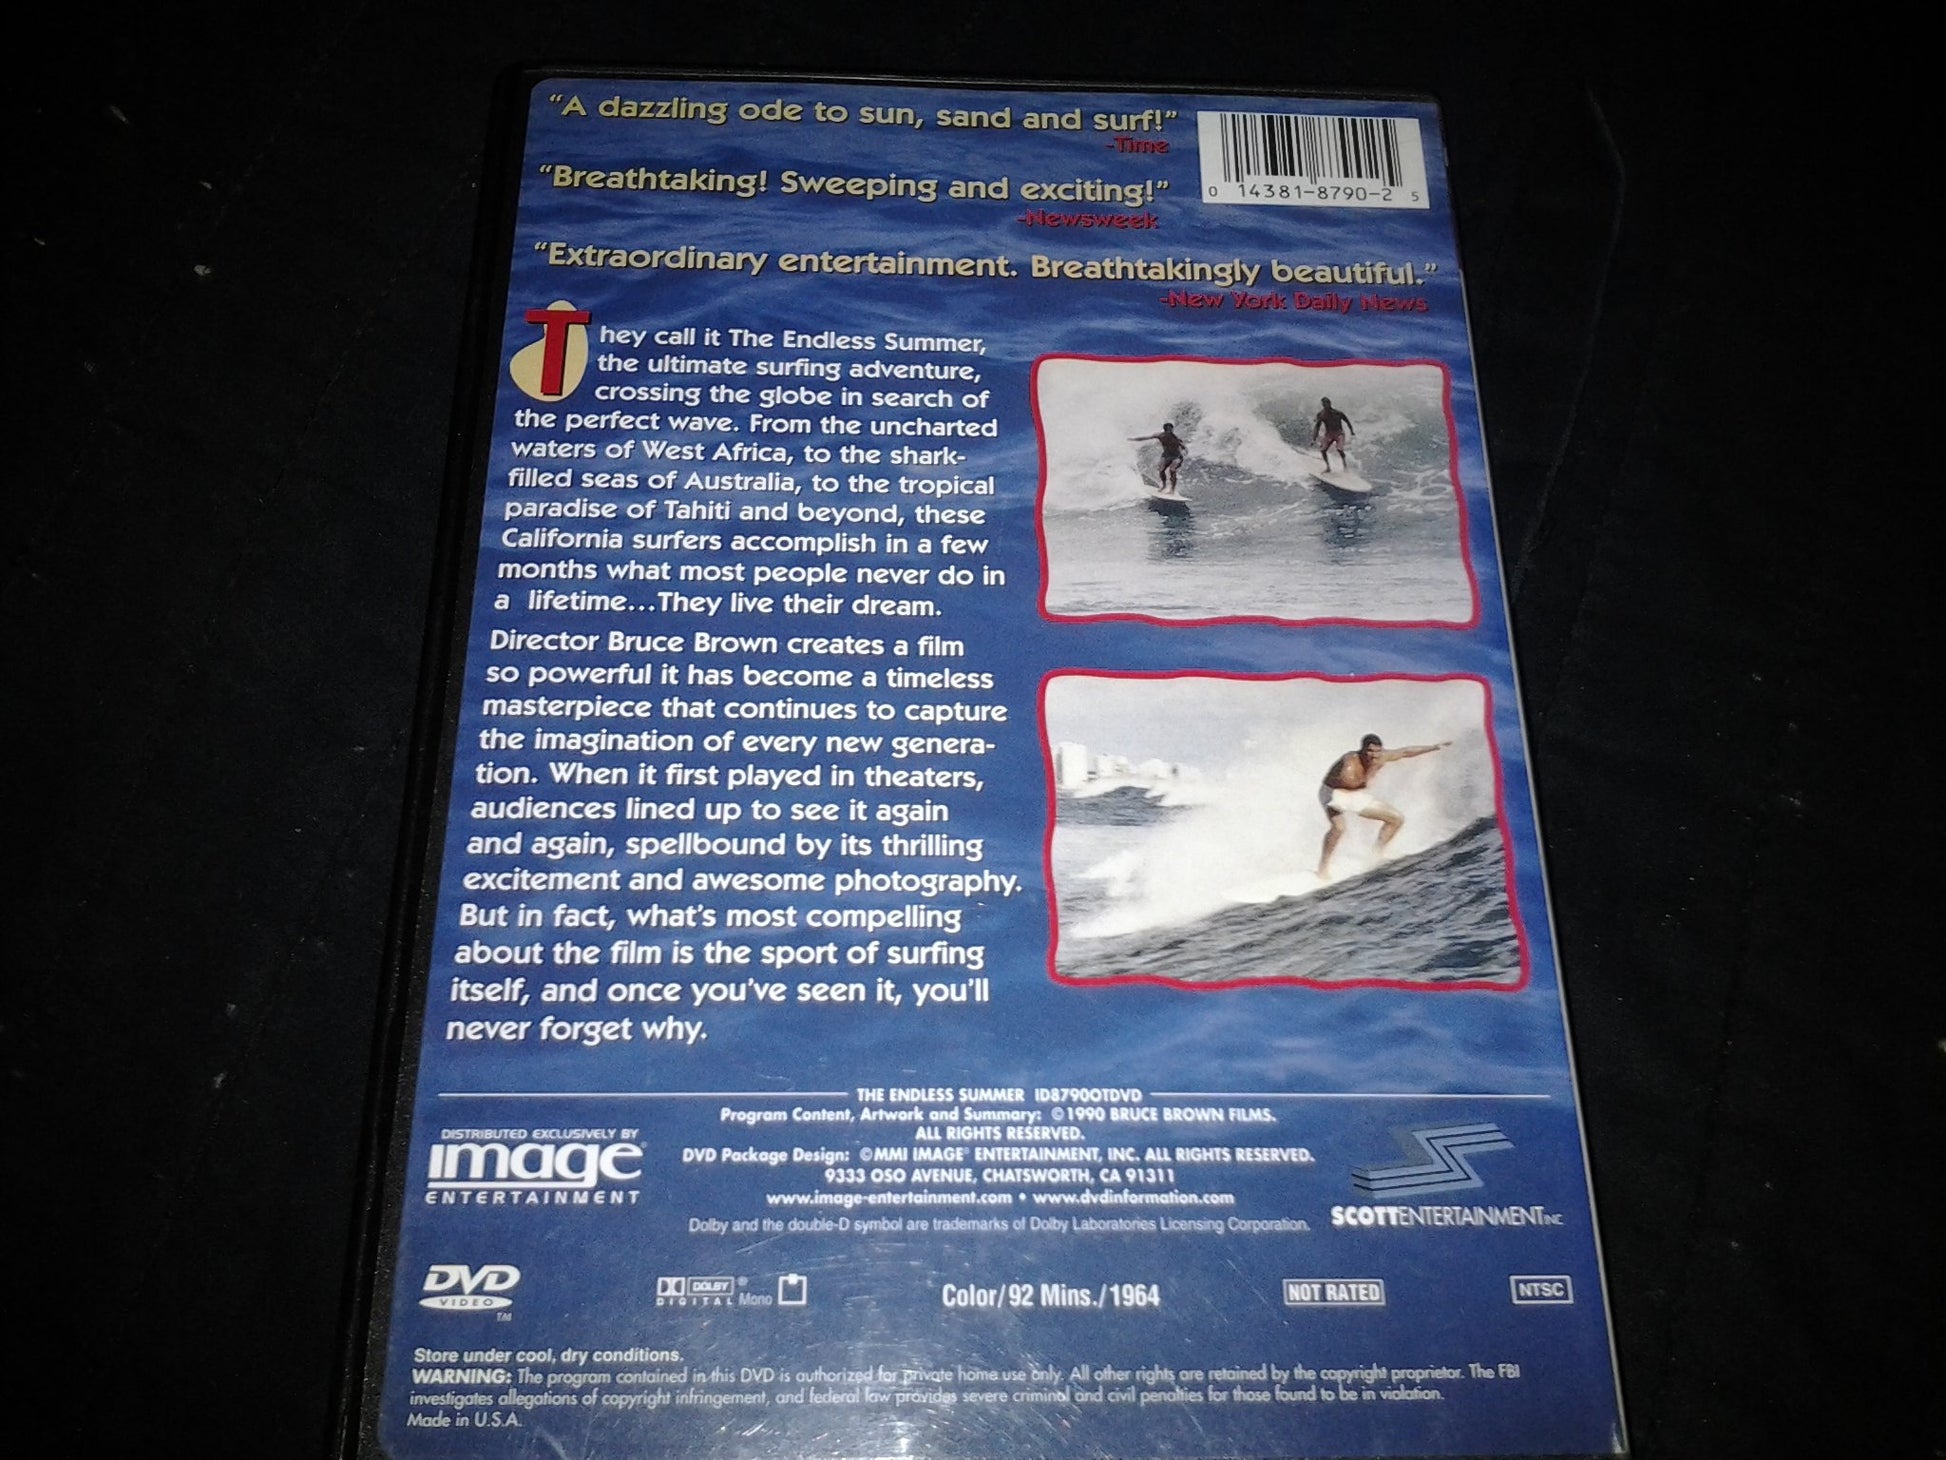 “A dazzling ode to sun, sand and surf!”
-Time
“Breathtaking! Sweeping and exciting!”
-Newsweek
0 14381-8790-2 5
“Extraordinary entertainment. Breathtakingly beautiful.”
-New York Daily News
They call it The Endless Summer,
the ultimate surfing adventure,
crossing the globe in search of
the perfect wave. From the uncharted
waters of West Africa, to the shark-
filled seas of Australia, to the tropical
paradise of Tahiti and beyond, these
California surfers accomplish in a few
months what most people never do in
a lifetime...They live their dream.
Director Bruce Brown creates a film
so powerful it has become a timeless
masterpiece that continues to capture
the imagination of every new genera-
tion. When it first played in theaters,
audiences lined up to see it again
and again, spellbound by its thrilling
excitement and awesome photography.
But in fact, what's most compelling
about the film is the sport of surfing
itself, and once you've seen it, you'll
never forget why.
THE ENDLESS SUMMER ID8790OTDVD
Program Content, Artwork and Summary: ©1990 BRUCE BROWN FILMS.
ALL RIGHTS RESERVED.
DVD Package Design: ©MMI IMAGE® ENTERTAINMENT, INC. ALL RIGHTS RESERVED.
9333 OSO AVENUE, CHATSWORTH, CA 91311
www.image-entertainment.com • www.dvdinformation.com
Dolby and the double-D symbol are trademarks of Dolby Laboratories Licensing Corporation.
DISTRIBUTED EXCLUSIVELY BY
image®
ENTERTAINMENT
SCOTTENTERTAINMENT INC
DVD
VIDEO
TM
DOLBY®
DIGITAL Mono
Color/92 Mins./1964
NOT RATED
NTSC
Store under cool, dry conditions.
WARNING: The program contained in this DVD is authorized for private home use only. All other rights are retained by the copyright proprietor. The FBI
investigates allegations of copyright infringement, and federal law provides severe criminal and civil penalties for those found to be in violation.
Made in U.S.A.